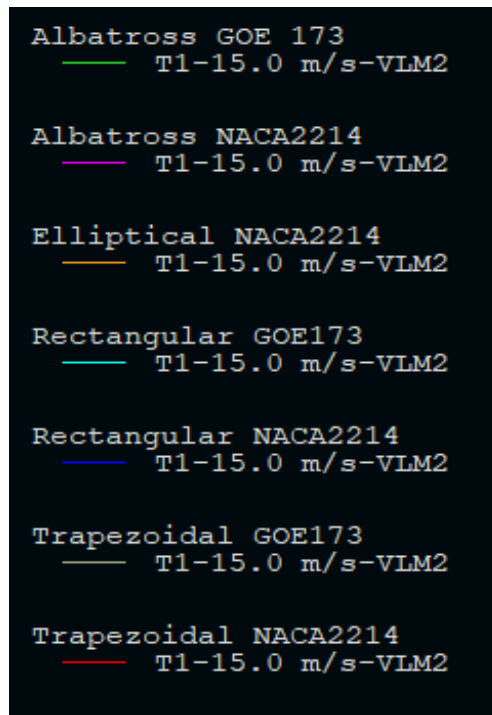 Albatross GOE 173
T1-15.0 m/s-VLM2
Albatross NACA2214
T1-15.0 m/s-VLM2
Elliptical NACA2214
T1-15.0 m/s-VLM2
Rectangular GOE173
T1-15.0 m/s-VLM2
Rectangular NACA2214
T1-15.0 m/s-VLM2
Trapezoidal GOE173
T1-15.0 m/s-VLM2
Trapezoidal NACA2214
T1-15.0 m/s-VLM2